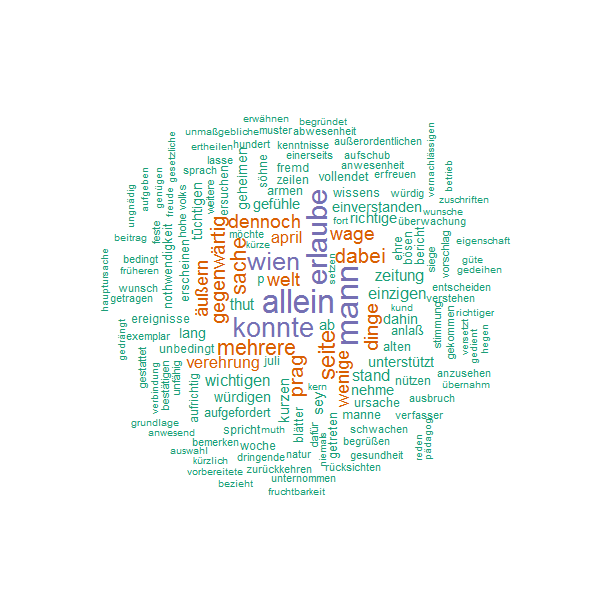 erwähnen
begründet
unmaßgebliche
muster
abwesenheit
ertheilen
hundert
kenntnisse
außerordentlichen
vernachlässigen
gesetzliche
lasse
einerseits
aufschub
betrieb
sprach
geheimen
söhne
fremd
anwesenheit
erfreuen
zeilen
vollendet
ungnädig
aufgeben
genügen
freude
volks
tüchtigen
weitere
ersuchen
armen
erlaube
wissens
würdig
zuschriften
gefühle
einverstanden
wunsche
beitrag
feste
hohe
gegenwärtig
dennoch
möchte
fort
richtige
überwachung
april
wage
ehre
bösen
bericht
eigenschaft
kürze
sache
nothwendigkeit
erscheinen
hauptursache
bedingt
wien
setzen
dabei
siege
vorschlag
güte
früheren
äußern
welt
mann
zeitung
gedeihen
p
wunsch
getragen
thut
allein
einzigen
entscheiden
verstehen
kund
ereignisse
konnte
ab
dinge
dahin
stimmung
richtiger
gedrängt
exemplar
lang
anlaß
gekommen
gedient
versetzt
hegen
unbedingt
mehrere
seite
alten
gestattet
verbindung
bestätigen
unfähig
verehrung
juli
prag
wenige
unterstützt
wichtigen
stand
nützen
anzusehen
aufrichtig
kern
nehme
übernahm
würdigen
kurzen
sey
ursache
ausbruch
aufgefordert
manne
verfasser
grundlage
spricht
muth
blätter
dafür
getreten
schwachen
anwesend
bemerken
woche
niemals
begrüßen
reden
pädagog
auswahl
dringende
natur
gesundheit
kürzlich
vorbereitete
zurückkehren
rücksichten
bezieht
unternommen
fruchtbarkeit